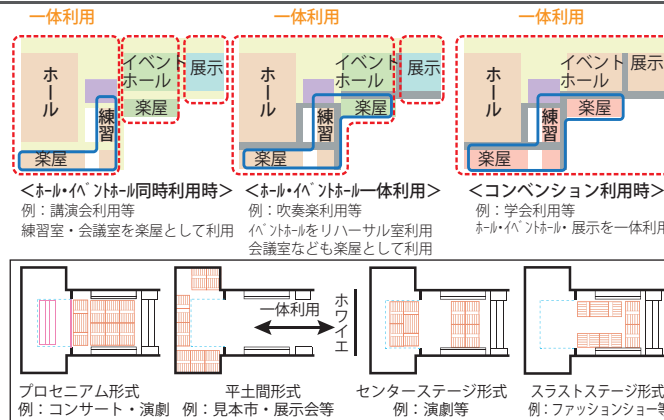 一体利用
一体利用
一体利用
ホール
練習
楽屋
イベント
ホール
楽屋
展示
ホール
練習
楽屋
イベント
ホール
楽屋
展示
ホール
練習
楽屋
イベント
ホール
楽屋
展示
＜ﾎｰﾙ・ｲﾍﾞﾝﾄﾎｰﾙ同時利用時＞
例：講演会利用等
練習室・会議室を楽屋として利用
＜ﾎｰﾙ・ｲﾍﾞﾝﾄﾎｰﾙ一体利用＞
例：吹奏楽利用等
ｲﾍﾞﾝﾄﾎｰﾙをリハーサル室利用
会議室なども楽屋として利用
＜コンベンション利用時＞
例：学会利用等
ﾎｰﾙ・ｲﾍﾞﾝﾄﾎｰﾙ・展示を一体利用
一体利用
ホワイエ
プロセニアム形式
例：コンサート・演劇
平土間形式
例：見本市・展示会等
センターステージ形式
例：演劇等
スラストステージ形式
例：ファッションショー等